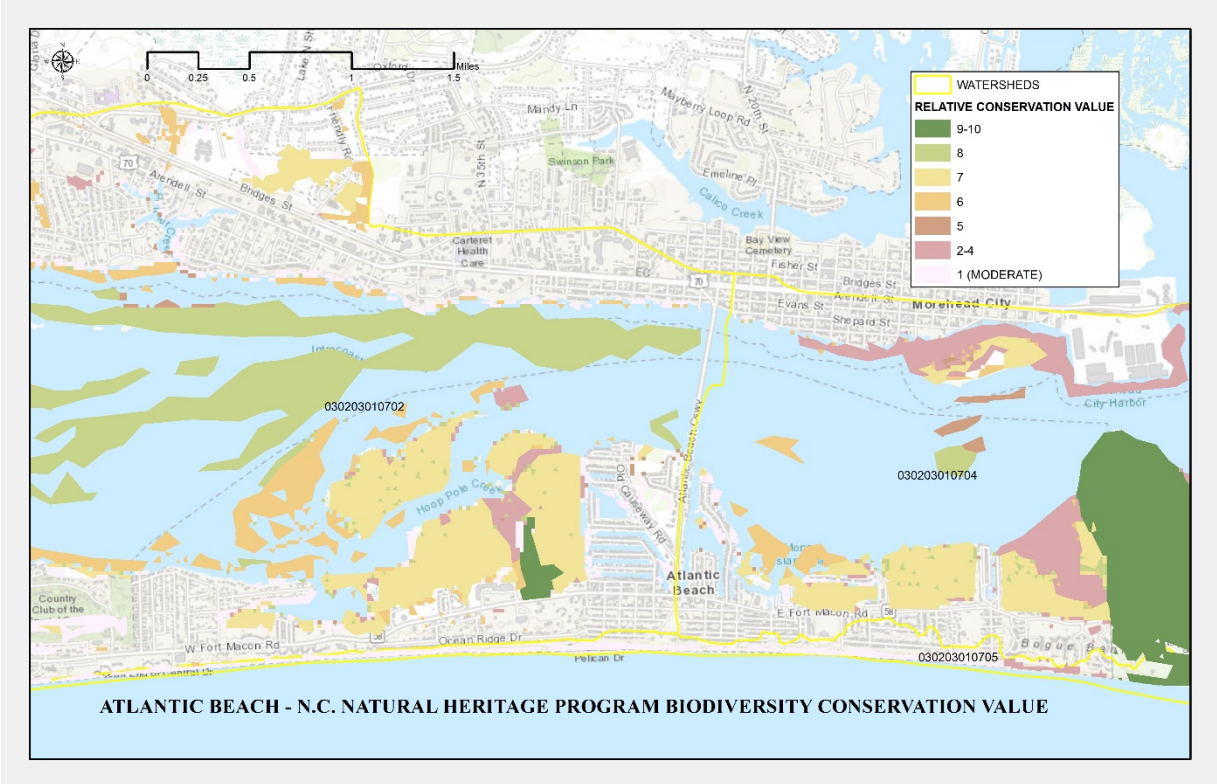 0
0.25
0.5
1
1.5
Miles
Lake N St
Oxford
Friendly Rd
Mandy Ln
Mayberry Loop Rd
N 20th St
N 35th St
Swinson Park
Emeline Pl
Calico Creek
70
Arendell St
Bridges St
Carteret
Health
Care
Bay View
Cemetery
Fisher St
70
Bridges St
Arendell St
Evans St
Morehead City
Shepard St
WATERSHEDS
RELATIVE CONSERVATION VALUE
9-10
8
7
6
5
2-4
1 (MODERATE)
030203010702
City Harbor
Atlantic Beach Cswy
Old Causeway Rd
Hoop Pole Creek
030203010704
Atlantic
Beach
Country
Club of the
E Fort Macon Rd
58
58
W Fort Macon Rd
Ocean Ridge Dr
Pelican Dr
030203010705
ATLANTIC BEACH - N.C. NATURAL HERITAGE PROGRAM BIODIVERSITY CONSERVATION VALUE